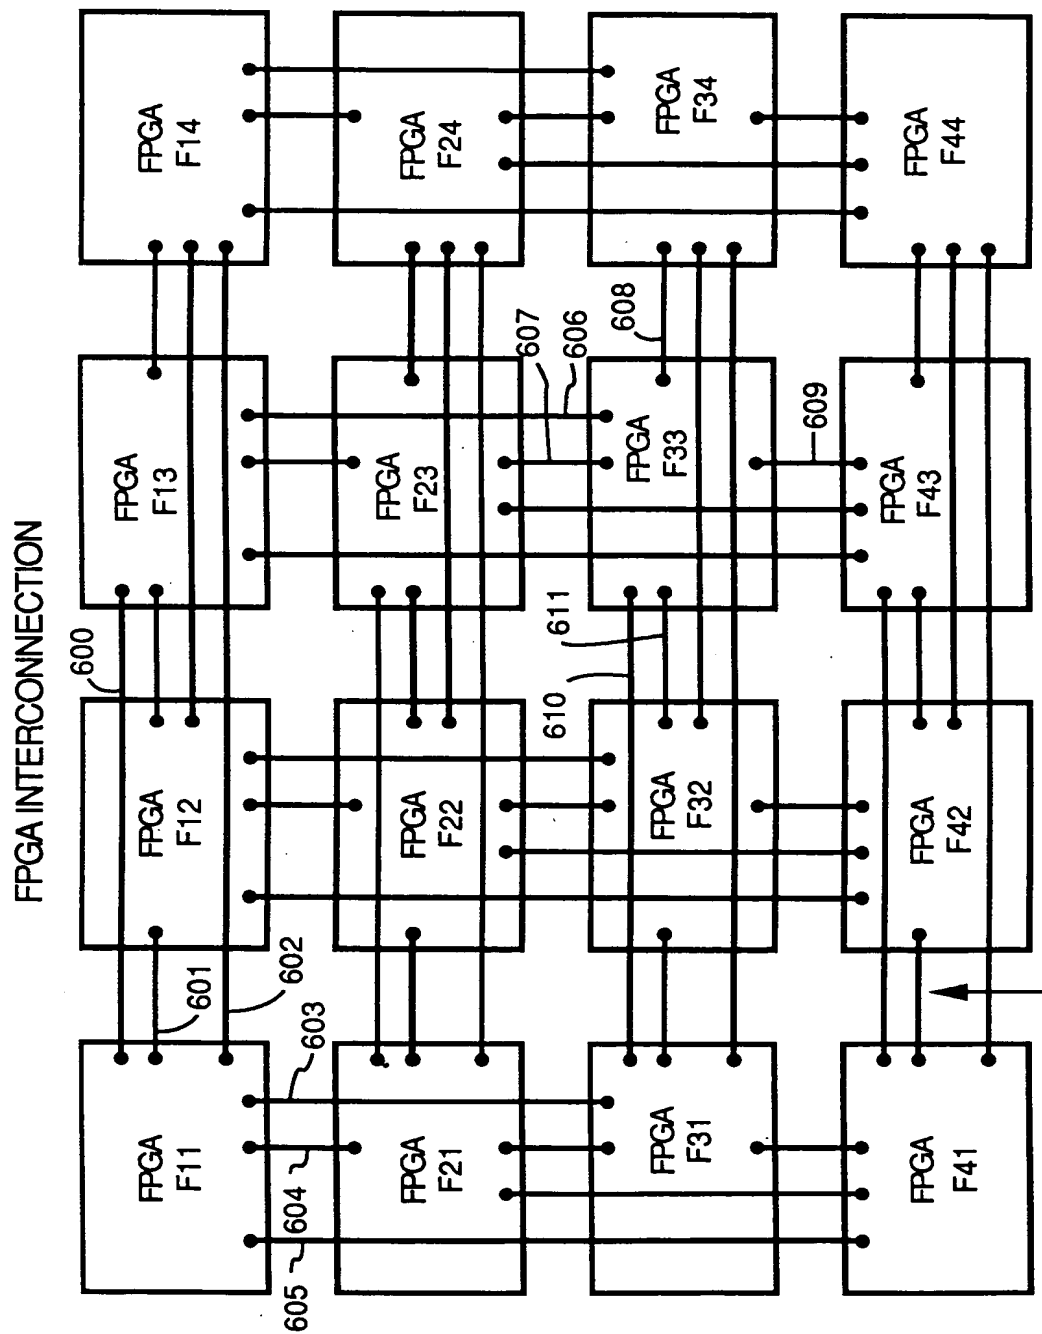 FPGA INTERCONNECTION
600
FPGA
F11
FPGA
F12
FPGA
F13
FPGA
F14
601
602
605
604
603
FPGA
F21
FPGA
F22
FPGA
F23
FPGA
F24
607
606
610
611
608
FPGA
F31
FPGA
F32
FPGA
F33
FPGA
F34
609
FPGA
F41
FPGA
F42
FPGA
F43
FPGA
F44